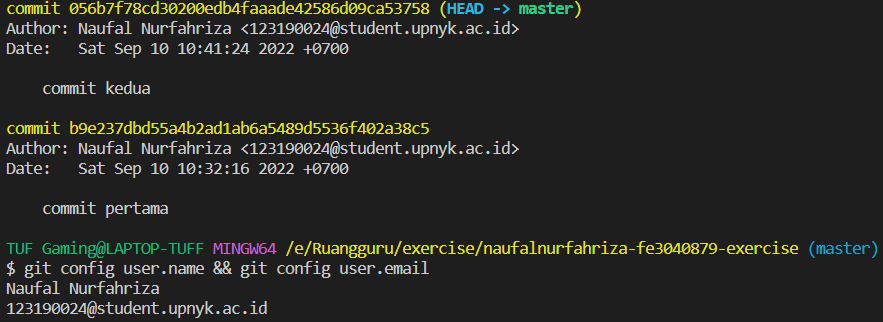 commit 056b7f78cd30200edb4faaade42586d09ca53758 (HEAD -> master)
Author: Naufal Nurfahriza <123190024@student.upnyk.ac.id>
Date:   Sat Sep 10 10:41:24 2022 +0700
    commit kedua
commit b9e237dbd55a4b2ad1ab6a5489d5536f402a38c5
Author: Naufal Nurfahriza <123190024@student.upnyk.ac.id>
Date:   Sat Sep 10 10:32:16 2022 +0700
    commit pertama
TUF Gaming@LAPTOP-TUFF MINGW64 /e/Ruangguru/exercise/naufalnurfahriza-fe3040879-exercise (master)
$ git config user.name && git config user.email
Naufal Nurfahriza
123190024@student.upnyk.ac.id